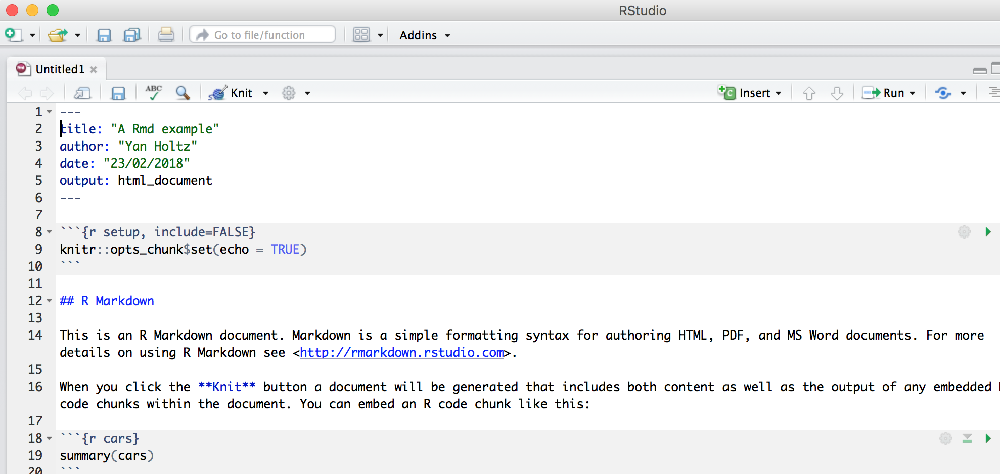 RStudio
Go to file/function
Addins
Untitled1
ABC
Knit
C Insert
Run
1 ---
2 title: "A Rmd example"
3 author: "Yan Holtz"
4 date: "23/02/2018"
5 output: html_document
6 ---
7
8 ```{r setup, include=FALSE}
9 knitr::opts_chunk$set(echo = TRUE)
10 ```
11
12 ## R Markdown
13
14 This is an R Markdown document. Markdown is a simple formatting syntax for authoring HTML, PDF, and MS Word documents. For more
details on using R Markdown see <http://rmarkdown.rstudio.com>.
15
16 When you click the **Knit** button a document will be generated that includes both content as well as the output of any embedded
code chunks within the document. You can embed an R code chunk like this:
17
18 ```{r cars}
19 summary(cars)
20 ```